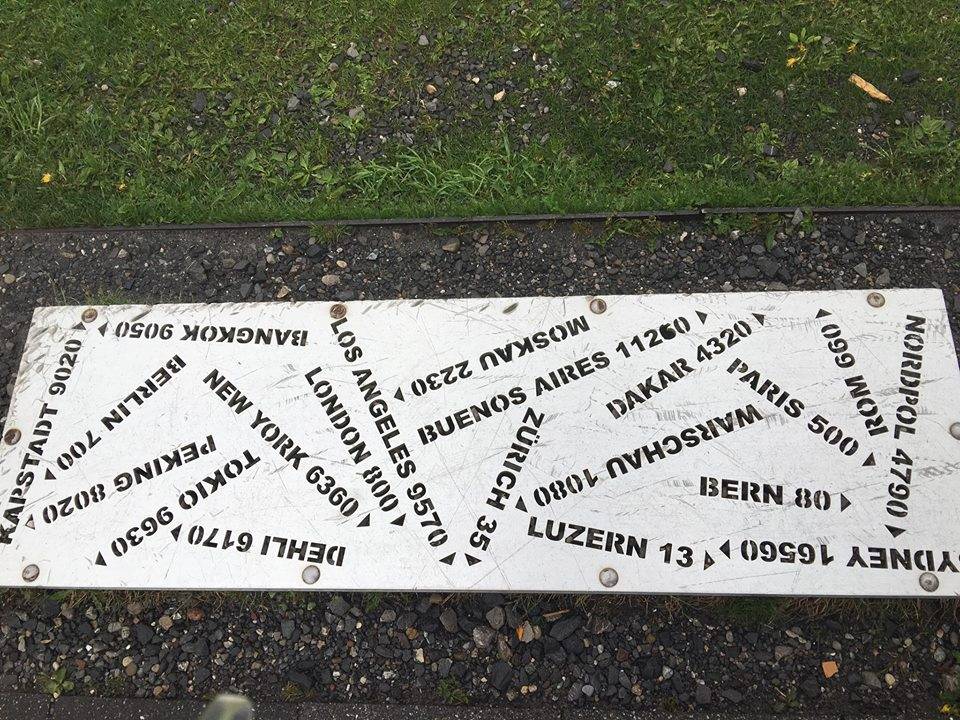 KAPSTADT 9020
BANGKOK 9050
BERLIN 700
PEKING 8020
TOKIO 9630
DEHLI 6170
NEW YORK 6360
LONDON 800
LOS ANGELES 9570
MOSKAU 2230
BUENOS AIRES 11260
ZÜRICH 35
DAKAR 4320
WARSCHAU 1080
LUZERN 13
PARIS 500
BERN 80
ROM 660
NORDPOL 4790
SYDNEY 16560